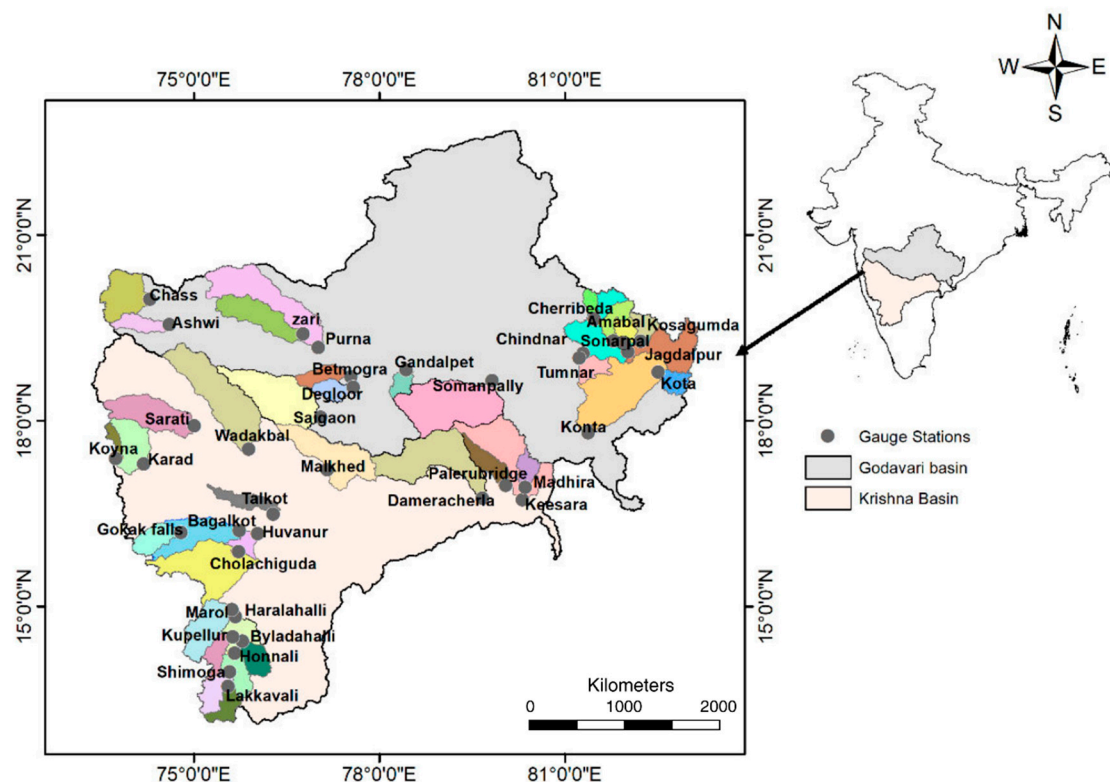 N
W E
S
75°0'0"E 78°0'0"E 81°0'0"E
21°0'0"N 21°0'0"N
Chass
Ashwi
zari
Purna
Cherribeda
Amabal
Kosagumda
Chindnar
Sonarpal
Jagdalpur
Tumnar
Kota
Gandalpet
Betmogra
Somanpally
Degloor
Saigaon
18°0'0"N 18°0'0"N
Konta
Sarati
Wadakbal
Koyna
Karad
Malkhed
Palerubridge
Madhira
Dameracherla
Keesara
Talkot
Bagalkot
Gokak falls
Huvanur
Cholachiguda
15°0'0"N 15°0'0"N
Marol
Haralahalli
Kupellur
Byladahalli
Honnali
Shimoga
Lakkavali
Gauge Stations
Godavari basin
Krishna Basin
Kilometers
0 1000 2000
75°0'0"E 78°0'0"E 81°0'0"E